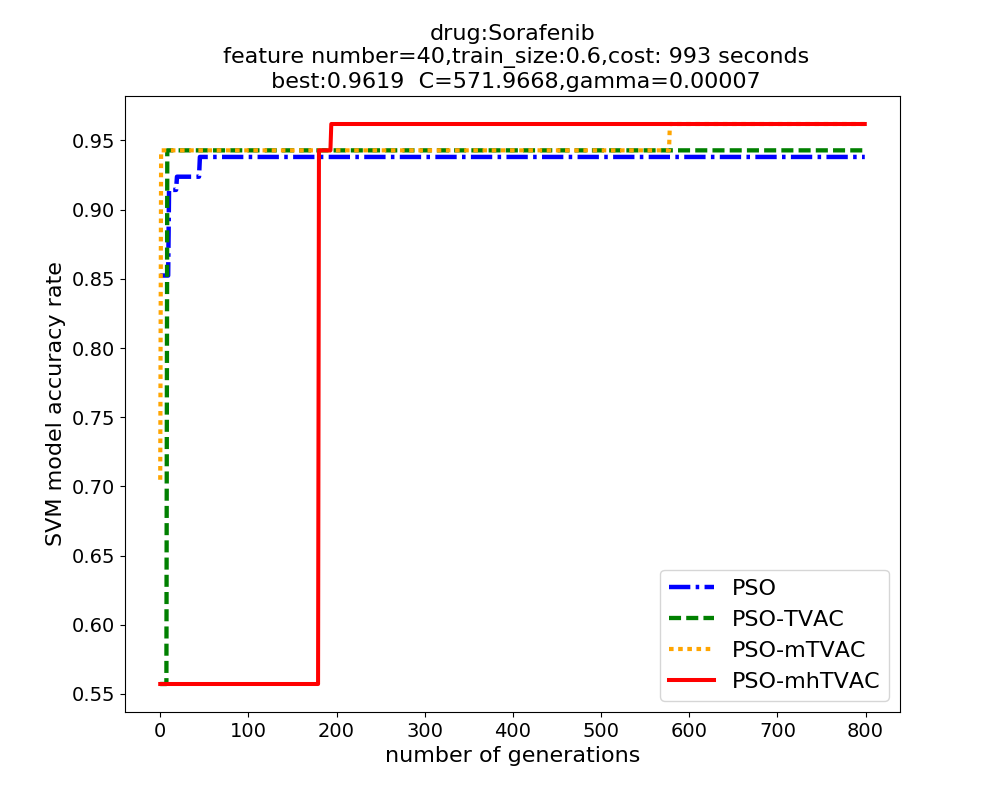 drug:Sorafenib
feature number=40,train_size:0.6,cost: 993 seconds
best:0.9619  C=571.9668,gamma=0.00007
SVM model accuracy rate
0.95
0.90
0.85
0.80
0.75
0.70
0.65
0.60
0.55
PSO
PSO-TVAC
PSO-mTVAC
PSO-mhTVAC
0 100 200 300 400 500 600 700 800
number of generations